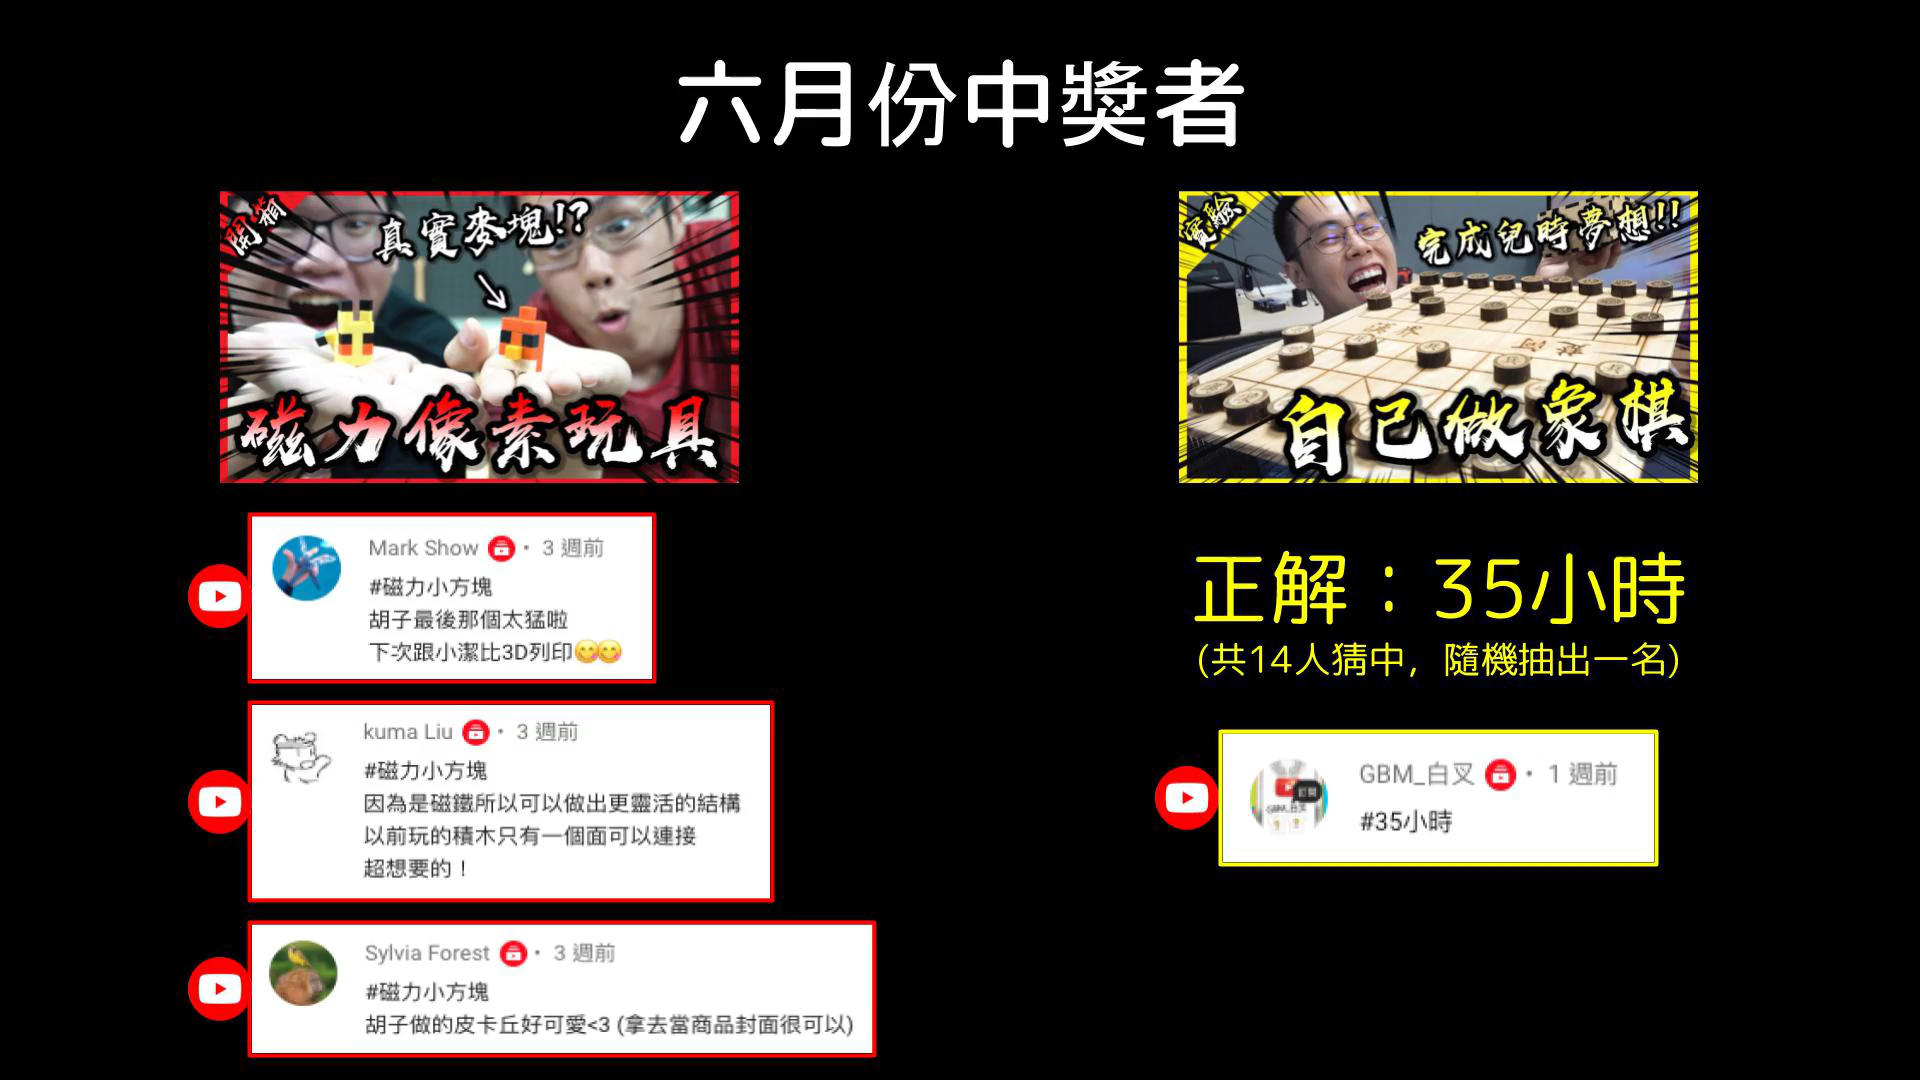 六月份中獎者
開箱
真實麥塊!?
磁力像素玩具
Mark Show • 3 週前
#磁力小方塊
胡子最後那個太猛啦
下次跟小潔比3D列印😋😋
kuma Liu • 3 週前
#磁力小方塊
因為是磁鐵所以可以做出更靈活的結構
以前玩的積木只有一個面可以連接
超想要的！
Sylvia Forest • 3 週前
#磁力小方塊
胡子做的皮卡丘好可愛<3 (拿去當商品封面很可以)
實驗
完成兒時夢想!!
自己做象棋
正解：35小時
(共14人猜中，隨機抽出一名)
GBM_白叉 • 1 週前
#35小時